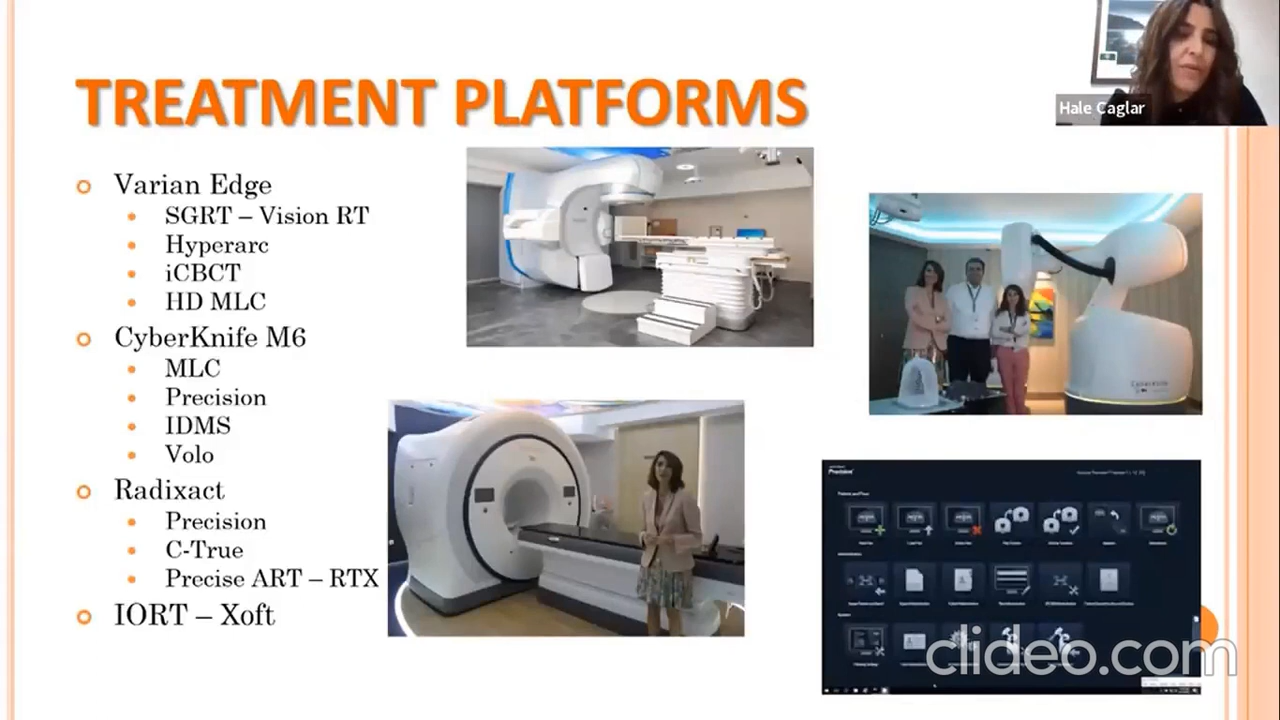 TREATMENT PLATFORMS
Hale Caglar
Varian Edge
SGRT – Vision RT
Hyperarc
iCBCT
HD MLC
CyberKnife M6
MLC
Precision
IDMS
Volo
Radixact
Precision
C-True
Precise ART – RTX
IORT – Xoft
clideo.com